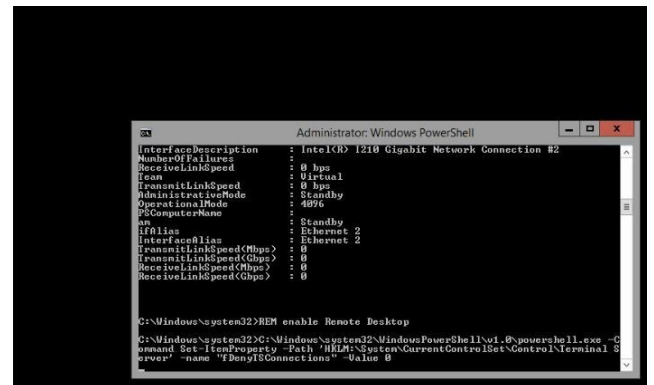 Administrator: Windows PowerShell
InterfaceDescription : Intel(R) I210 Gigabit Network Connection #2
NumberOfFailures :
ReceiveLinkSpeed : 0 bps
Team : Virtual
TransmitLinkSpeed : 0 bps
AdministrativeMode : Standby
OperationalMode : 4096
PSComputerName :
am : Standby
ifAlias : Ethernet 2
InterfaceAlias : Ethernet 2
TransmitLinkSpeed(Mbps) : 0
TransmitLinkSpeed(Gbps) : 0
ReceiveLinkSpeed(Mbps) : 0
ReceiveLinkSpeed(Gbps) : 0
C:\Windows\system32>REM enable Remote Desktop
C:\Windows\system32>C:\Windows\system32\WindowsPowerShell\v1.0\powershell.exe -C
ommand Set-ItemProperty -Path 'HKLM:\System\CurrentControlSet\Control\Terminal S
erver' -name "fDenyTSConnections" -Value 0